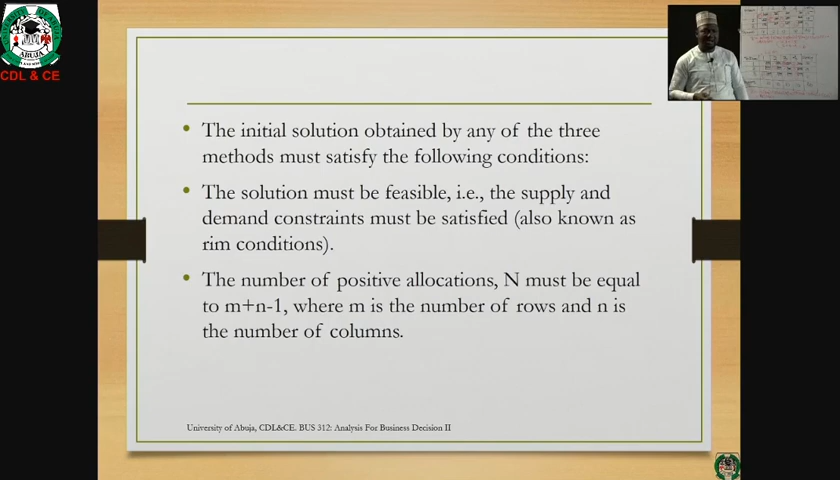 ABUJA
CDL & CE
The initial solution obtained by any of the three
methods must satisfy the following conditions:
The solution must be feasible, i.e., the supply and
demand constraints must be satisfied (also known as
rim conditions).
The number of positive allocations, N must be equal
to m+n-1, where m is the number of rows and n is
the number of columns.
University of Abuja, CDL&CE. BUS 312: Analysis For Business Decision II